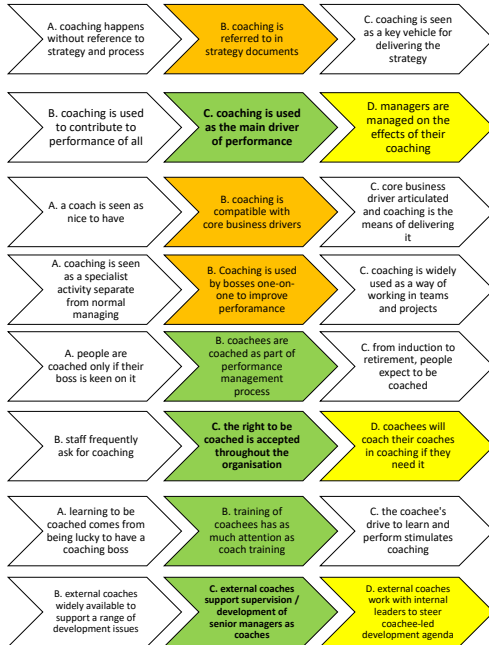 A. coaching happens
without reference to
strategy and process
B. coaching is
referred to in
strategy documents
C. coaching is seen
as a key vehicle for
delivering the
strategy
B. coaching is used
to contribute to
performance of all
C. coaching is used
as the main driver
of performance
D. managers are
managed on the
effects of their
coaching
A. a coach is seen as
nice to have
B. coaching is
compatible with
core business drivers
C. core business
driver articulated
and coaching is the
means of delivering
it
A. coaching is seen
as a specialist
activity separate
from normal
managing
B. Coaching is used
by bosses one-on-
one to improve
perforamance
C. coaching is widely
used as a way of
working in teams
and projects
A. people are
coached only if their
boss is keen on it
B. coachees are
coached as part of
performance
management
process
C. from induction to
retirement, people
expect to be
coached
B. staff frequently
ask for coaching
C. the right to be
coached is accepted
throughout the
organisation
D. coachees will
coach their coaches
in coaching if they
need it
A. learning to be
coached comes from
being lucky to have a
coaching boss
B. training of
coachees has as
much attention as
coach training
C. the coachee's
drive to learn and
perform stimulates
coaching
B. external coaches
widely available to
support a range of
development issues
C. external coaches
support supervision /
development of
senior managers as
coaches
D. external coaches
work with internal
leaders to steer
coachee-led
development agenda